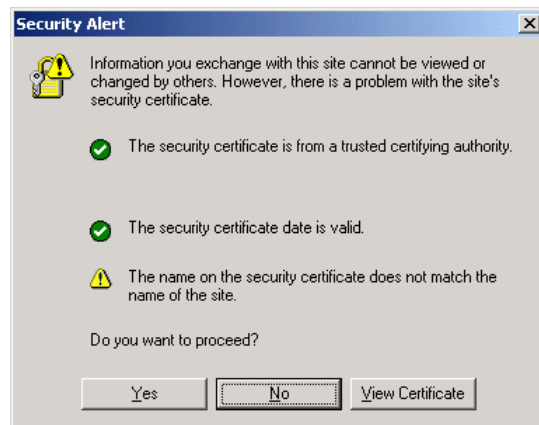 Security Alert
Information you exchange with this site cannot be viewed or
changed by others. However, there is a problem with the site's
security certificate.
The security certificate is from a trusted certifying authority.
The security certificate date is valid.
The name on the security certificate does not match the
name of the site.
Do you want to proceed?
Yes No View Certificate